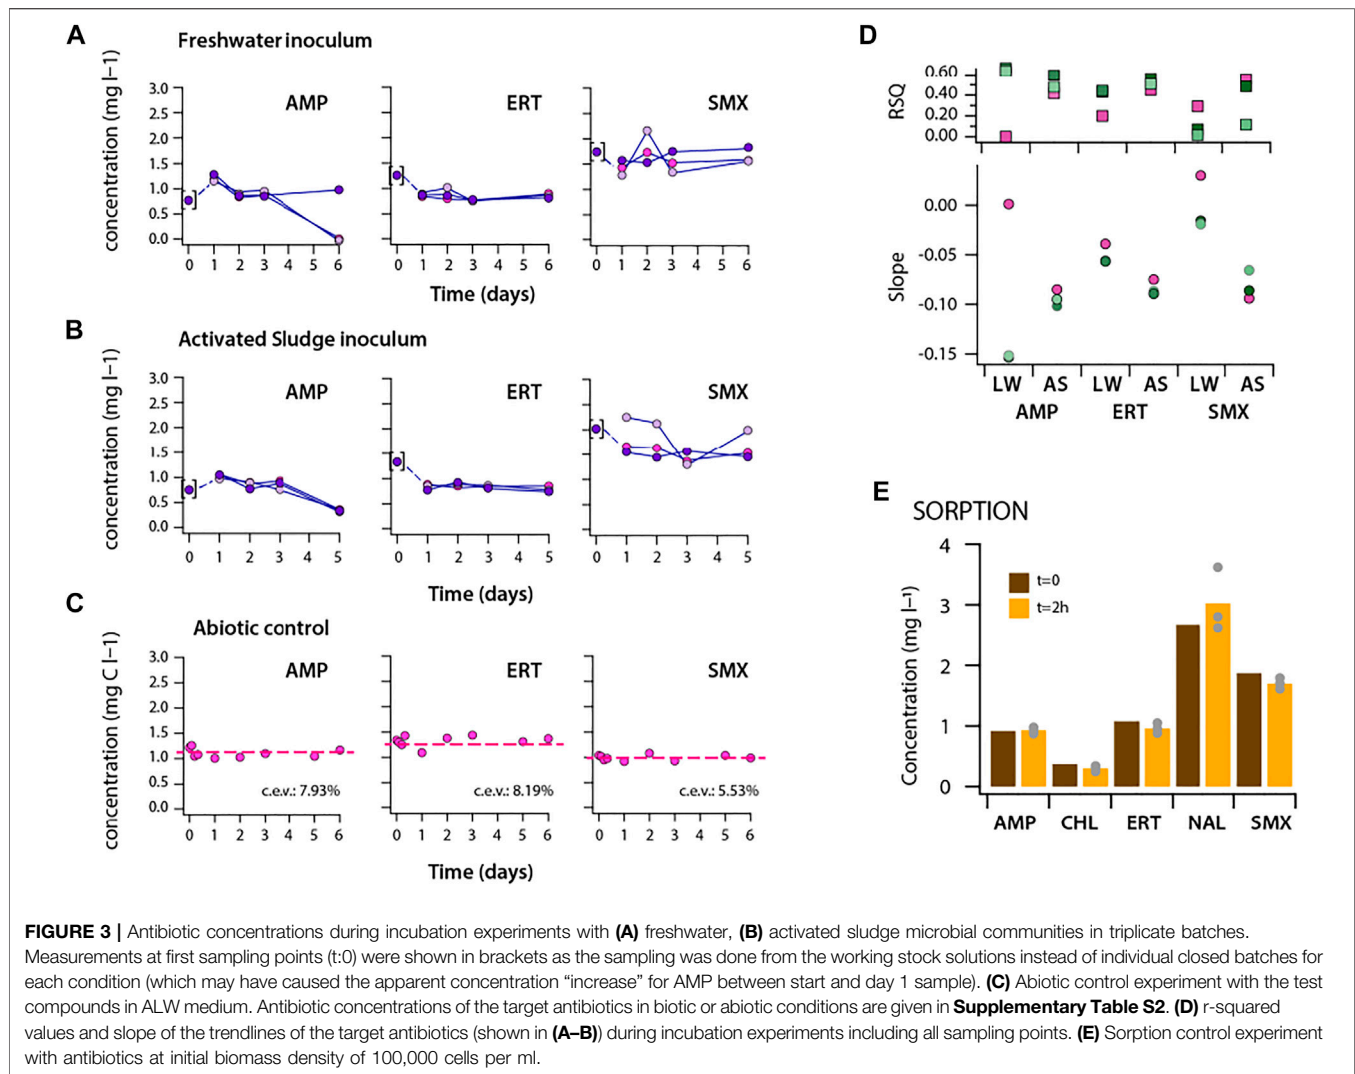 A
Freshwater inoculum
concentration (mg l−1)
3.0
2.5
2.0
1.5
1.0
0.5
0.0
AMP
ERT
SMX
0 1 2 3 4 5 6
0 1 2 3 4 5 6
0 1 2 3 4 5 6
Time (days)
B
Activated Sludge inoculum
concentration (mg l−1)
3.0
2.5
2.0
1.5
1.0
0.5
0.0
AMP
ERT
SMX
0 1 2 3 4 5
0 1 2 3 4 5
0 1 2 3 4 5
Time (days)
C
Abiotic control
concentration (mg C l−1)
3.0
2.5
2.0
1.5
1.0
0.5
0.0
AMP
ERT
SMX
c.e.v.: 7.93%
c.e.v.: 8.19%
c.e.v.: 5.53%
0 1 2 3 4 5 6
0 1 2 3 4 5 6
0 1 2 3 4 5 6
Time (days)
D
RSQ
0.60
0.40
0.20
0.00
Slope
0.00
-0.05
-0.10
-0.15
LW AS LW AS LW AS
AMP ERT SMX
E
SORPTION
Concentration (mg l−1)
4
3
2
1
0
t=0
t=2h
AMP CHL ERT NAL SMX
FIGURE 3 | Antibiotic concentrations during incubation experiments with (A) freshwater, (B) activated sludge microbial communities in triplicate batches.
Measurements at first sampling points (t:0) were shown in brackets as the sampling was done from the working stock solutions instead of individual closed batches for
each condition (which may have caused the apparent concentration “increase” for AMP between start and day 1 sample). (C) Abiotic control experiment with the test
compounds in ALW medium. Antibiotic concentrations of the target antibiotics in biotic or abiotic conditions are given in Supplementary Table S2. (D) r-squared
values and slope of the trendlines of the target antibiotics (shown in (A–B)) during incubation experiments including all sampling points. (E) Sorption control experiment
with antibiotics at initial biomass density of 100,000 cells per ml.